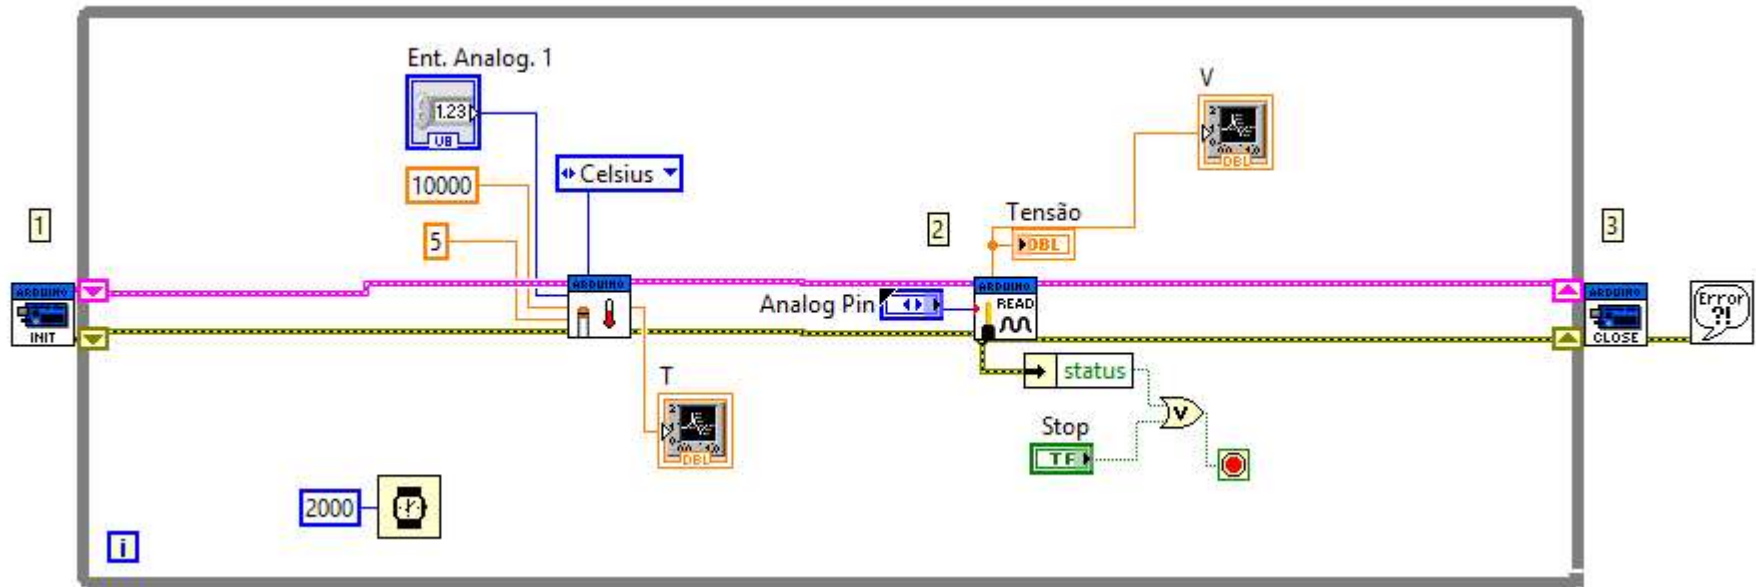 Ent. Analog. 1
1.23
U8
10000
5
Celsius
V
DBL
1
2
3
Tensão
DBL
ARDUINO
INIT
ARDUINO
Analog Pin
ARDUINO
READ
ARDUINO
CLOSE
Error
?!
T
DBL
status
V
Stop
TF
2000
i